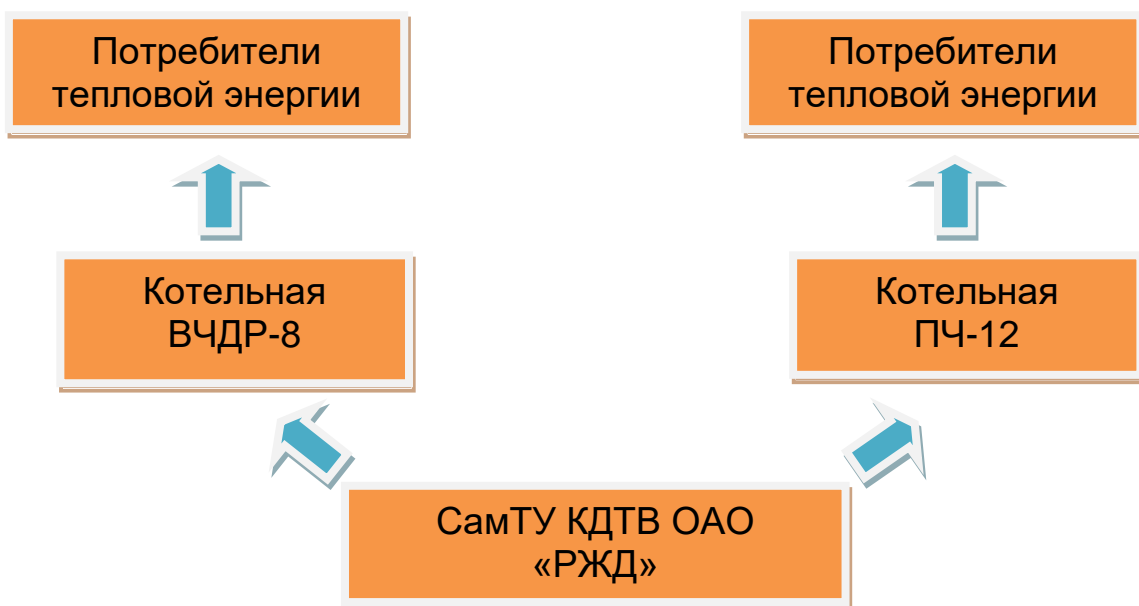 Потребители
тепловой энергии
Потребители
тепловой энергии
Котельная
ВЧДР-8
Котельная
ПЧ-12
СамТУ КДТВ ОАО
«РЖД»